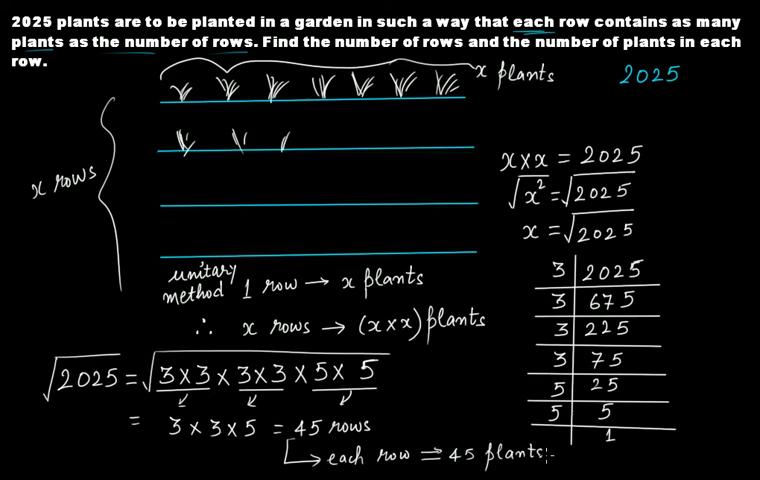 2025 plants are to be planted in a garden in such a way that each row contains as many
plants as the number of rows. Find the number of rows and the number of plants in each
row.
x plants
2025
x rows
x×x = 2025
√x² = √2025
x = √2025
unitary
method
1 row → x plants
∴ x rows → (x×x) plants
3 | 2025
3 | 675
3 | 225
3 | 75
5 | 25
5 | 5
1
√2025 = √3×3 × 3×3 × 5×5
= 3 × 3 × 5 = 45 rows
↳ each row = 45 plants